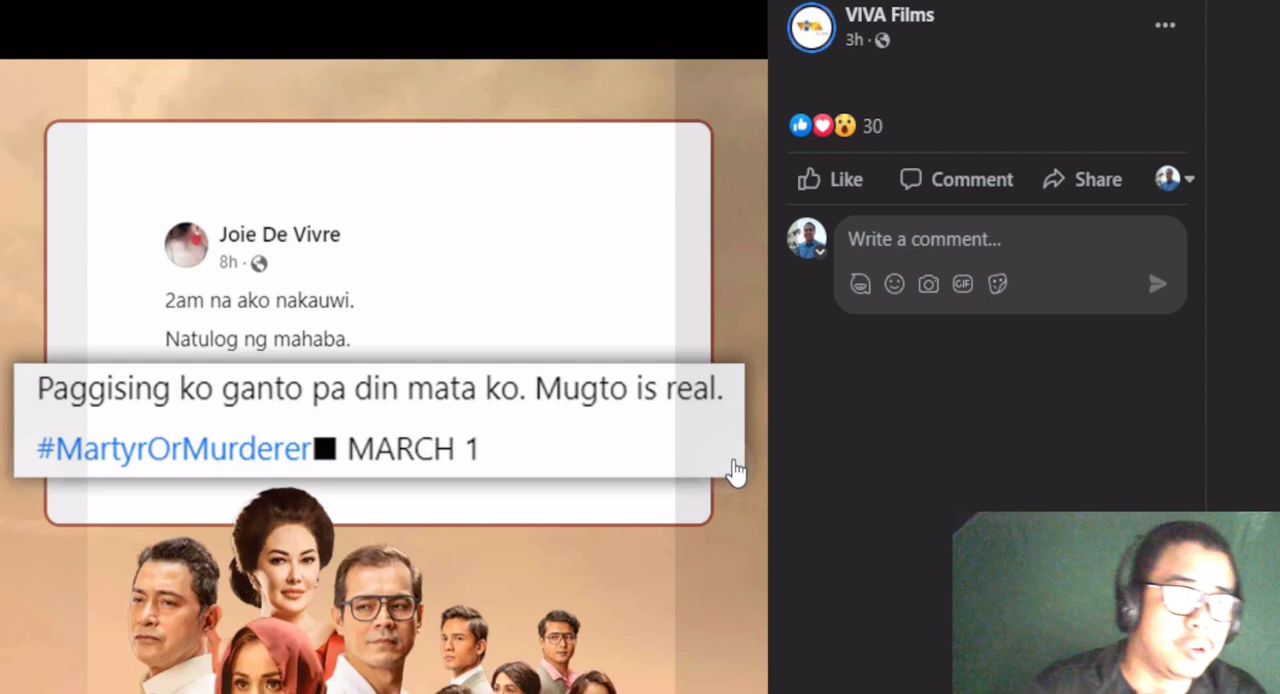 VIVA Films
3h
30
Like
Comment
Share
Write a comment...
GIF
Joie De Vivre
8h
2am na ako nakauwi.
Natulog ng mahaba.
Paggising ko ganto pa din mata ko. Mugto is real.
#MartyrOrMurderer■ MARCH 1